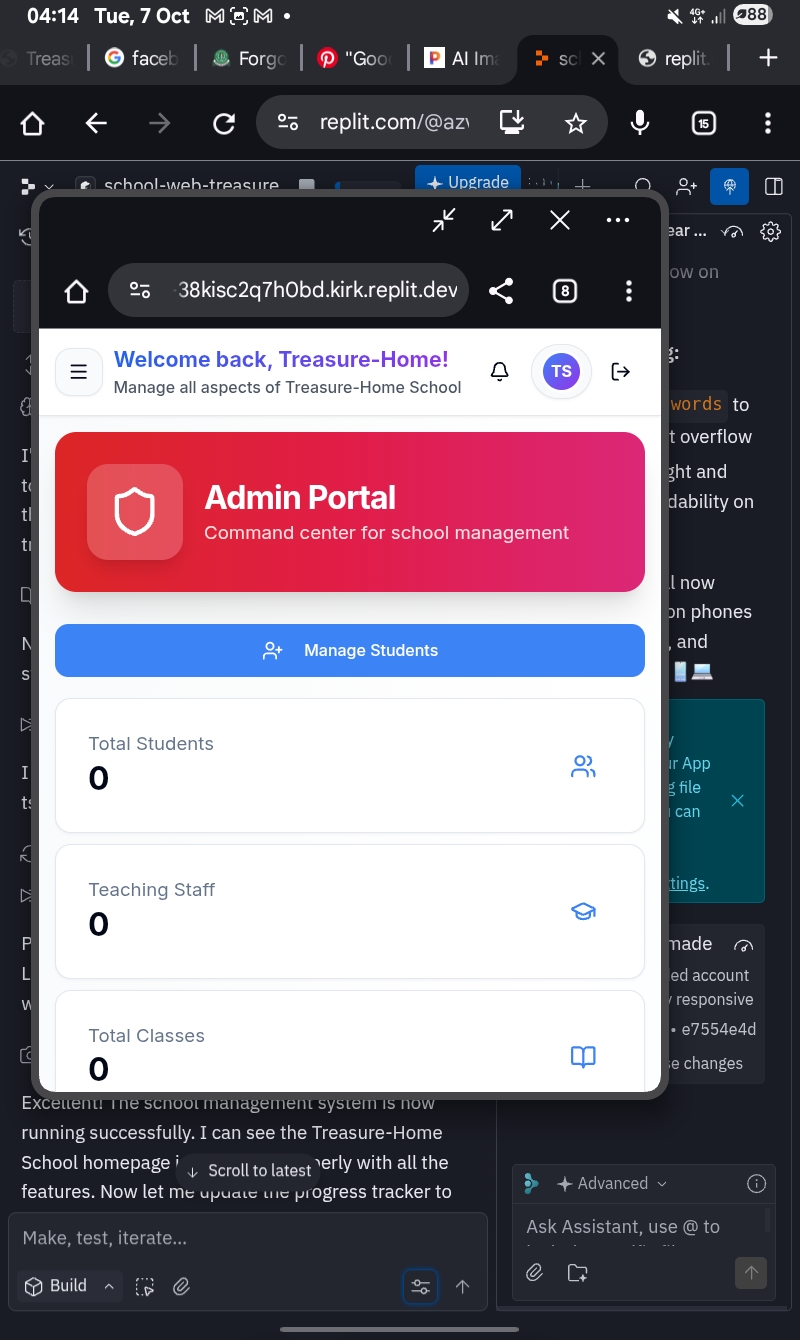 04:14 Tue, 7 Oct
4G+
88
Treas
faceb
Forgo
"Goo
AI Ima
sc
replit.
replit.com/@azv
15
school-web-treasure
Upgrade
ear ...
38kisc2q7h0bd.kirk.replit.dev
8
Welcome back, Treasure-Home!
Manage all aspects of Treasure-Home School
TS
Admin Portal
Command center for school management
Manage Students
Total Students
0
Teaching Staff
0
Total Classes
0
ow on
g:
words to
t overflow
ght and
dability on
l now
on phones
, and
y
ur App
g file
can
ttings.
made
ed account
y responsive
• e7554e4d
se changes
Excellent! The school management system is now
running successfully. I can see the Treasure-Home
School homepage i perly with all the
features. Now let me update the progress tracker to
Scroll to latest
Make, test, iterate...
Build
Advanced
Ask Assistant, use @ to